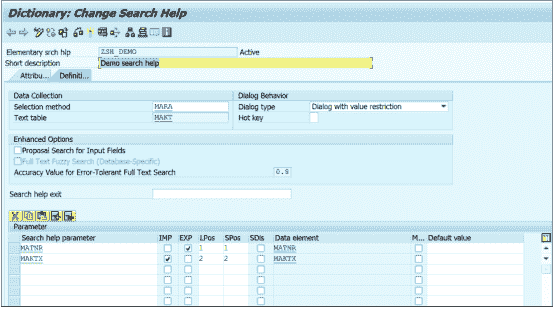 Dictionary: Change Search Help
Elementary srch hlp ZSH_DEMO Active
Short description Demo search help
Attribu... Definiti...
Data Collection Dialog Behavior
Selection method MARA Dialog type Dialog with value restriction
Text table MAKT Hot key
Enhanced Options
Proposal Search for Input Fields
Full Text Fuzzy Search (Database-Specific)
Accuracy Value for Error-Tolerant Full Text Search 0.8
Search help exit
Parameter
Search help parameter IMP EXP LPos SPos SDis Data element M... Default value
MATNR 1 1 MATNR
MAKTX 2 2 MAKTX